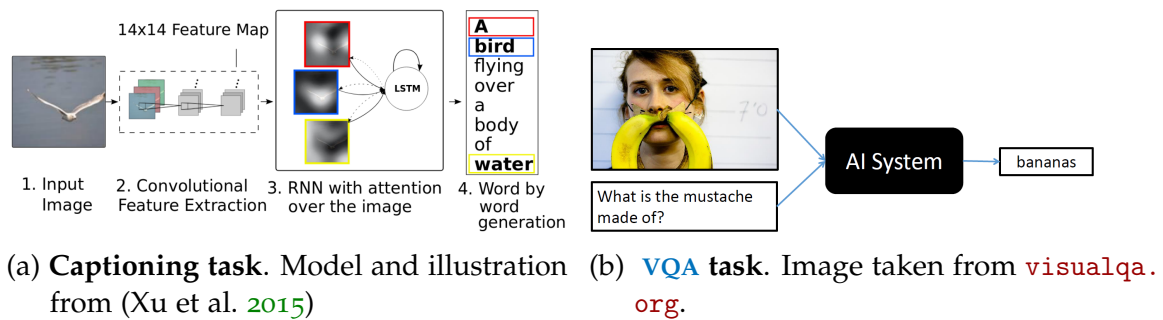 14x14 Feature Map
LSTM
A
bird
flying
over
a
body
of
water
1. Input
Image
2. Convolutional
Feature Extraction
3. RNN with attention
over the image
4. Word by
word
generation
(a) Captioning task. Model and illustration
from (Xu et al. 2015)
7'0
What is the mustache
made of?
AI System
bananas
(b) VQA task. Image taken from visualqa.
org.